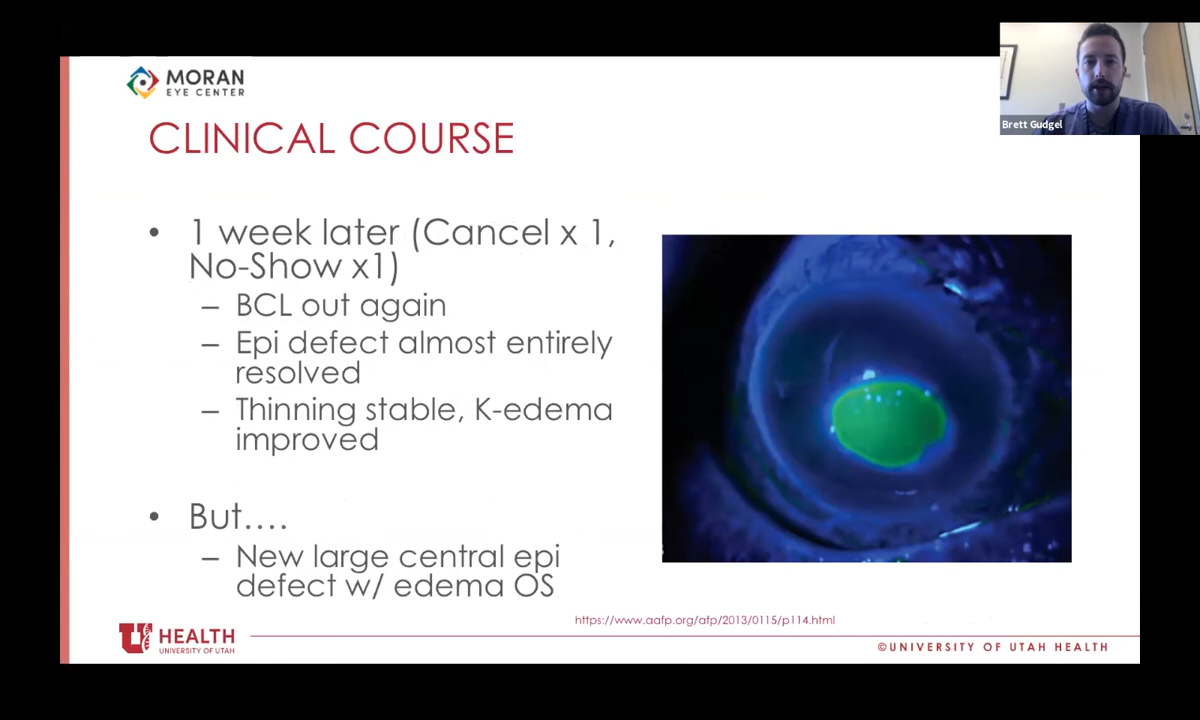 MORAN
EYE CENTER
Brett Gudgel
CLINICAL COURSE
• 1 week later (Cancel x 1,
No-Show x1)
– BCL out again
– Epi defect almost entirely
resolved
– Thinning stable, K-edema
improved
• But....
– New large central epi
defect w/ edema OS
https://www.aafp.org/afp/2013/0115/p114.html
U HEALTH
UNIVERSITY OF UTAH
©UNIVERSITY OF UTAH HEALTH